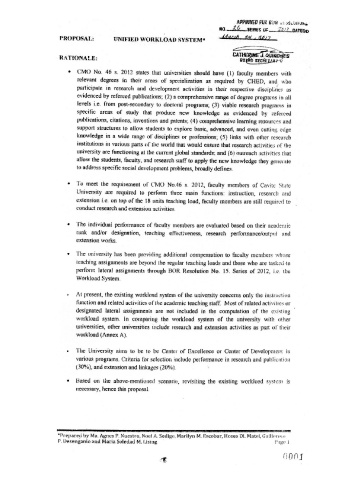 APPROVED FOR BOR
NO. 26 SERIES OF 2017 DATED
March 2017
PROPOSAL: UNIFIED WORKLOAD SYSTEM*
BOARD SECRETARY
RATIONALE:
• CMO No. 46 s. 2012 states that universities should have (1) faculty members with
relevant degrees in their areas of specialization as required by CHED, and who
participate in research and development activities in their respective disciplines as
evidenced by refereed publications; (2) a comprehensive range of degree programs in all
levels i.e. from post-secondary to doctoral programs; (3) viable research programs in
specific areas of study that produce new knowledge as evidenced by refereed
publications, citations, inventions and patents; (4) comprehensive learning resources and
support structures to allow students to explore basic, advanced, and even cutting edge
knowledge in a wide range of disciplines or professions; (5) links with other research
institutions in various parts of the world that would ensure that research activities of the
university are functioning at the current global standards; and (6) outreach activities that
allow the students, faculty, and research staff to apply the new knowledge they generate
to address specific social development problems, broadly defines.
• To meet the requirement of CMO No.46 s. 2012, faculty members of Cavite State
University are required to perform three main functions: instruction, research and
extension i.e. on top of the 18 units teaching load, faculty members are still required to
conduct research and extension activities.
• The individual performance of faculty members are evaluated based on their academic
rank and/or designation, teaching effectiveness, research performance/output and
extension works.
• The university has been providing additional compensation to faculty members whose
teaching assignments are beyond the regular teaching loads and those who are tasked to
perform lateral assignments through BOR Resolution No. 15. Series of 2012, i.e. the
Workload System.
• At present, the existing workload system of the university concerns only the instruction
function and related activities of the academic teaching staff. Most of related activities or
designated lateral assignments are not included in the computation of the existing
workload system. In comparing the workload system of the university with other
universities, other universities include research and extension activities as part of their
workload (Annex A).
• The University aims to be to be Center of Excellence or Center of Development in
various programs. Criteria for selection include performance in research and publication
(30%), and extension and linkages (20%).
• Based on the above-mentioned scenario, revisiting the existing workload system is
necessary, hence this proposal.
*Prepared by Ma. Agnes P. Nuestro, Noel A. Sedigo, Marilyn M. Escobar, Hosea DL Matel, Guillermo
P. Desenganio and Maria Soledad M. Lising
Page 1
0001